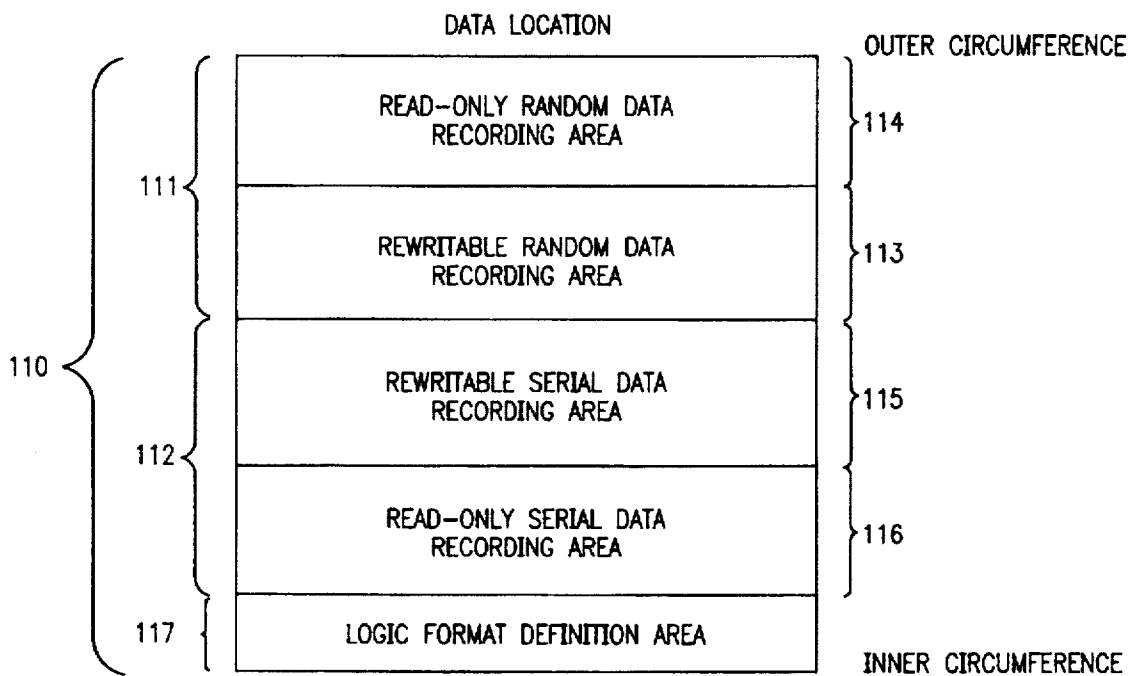 DATA LOCATION
OUTER CIRCUMFERENCE
READ-ONLY RANDOM DATA
RECORDING AREA
114
111
REWRITABLE RANDOM DATA
RECORDING AREA
113
110
REWRITABLE SERIAL DATA
RECORDING AREA
115
112
READ-ONLY SERIAL DATA
RECORDING AREA
116
117
LOGIC FORMAT DEFINITION AREA
INNER CIRCUMFERENCE